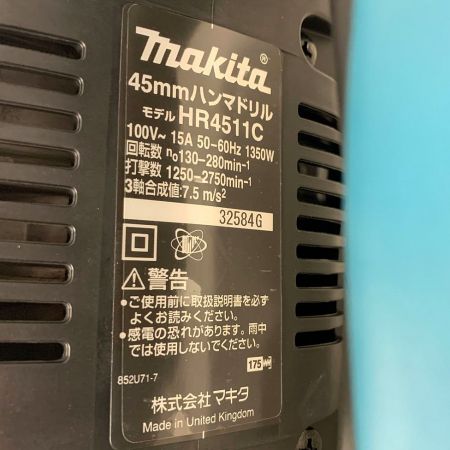 makita®
45mmハンマドリル
モデル HR4511C
100V~ 15A 50-60Hz 1350W
回転数 n₀130-280min⁻¹
打撃数 1250-2750min⁻¹
3軸合成値:7.5 m/s²
32584G
⚠警告
•ご使用前に取扱説明書を必ず
よくお読みください。
•感電の恐れがあります。雨中
では使用しないでください。
852U71-7
175
株式会社 マキタ
Made in United Kingdom